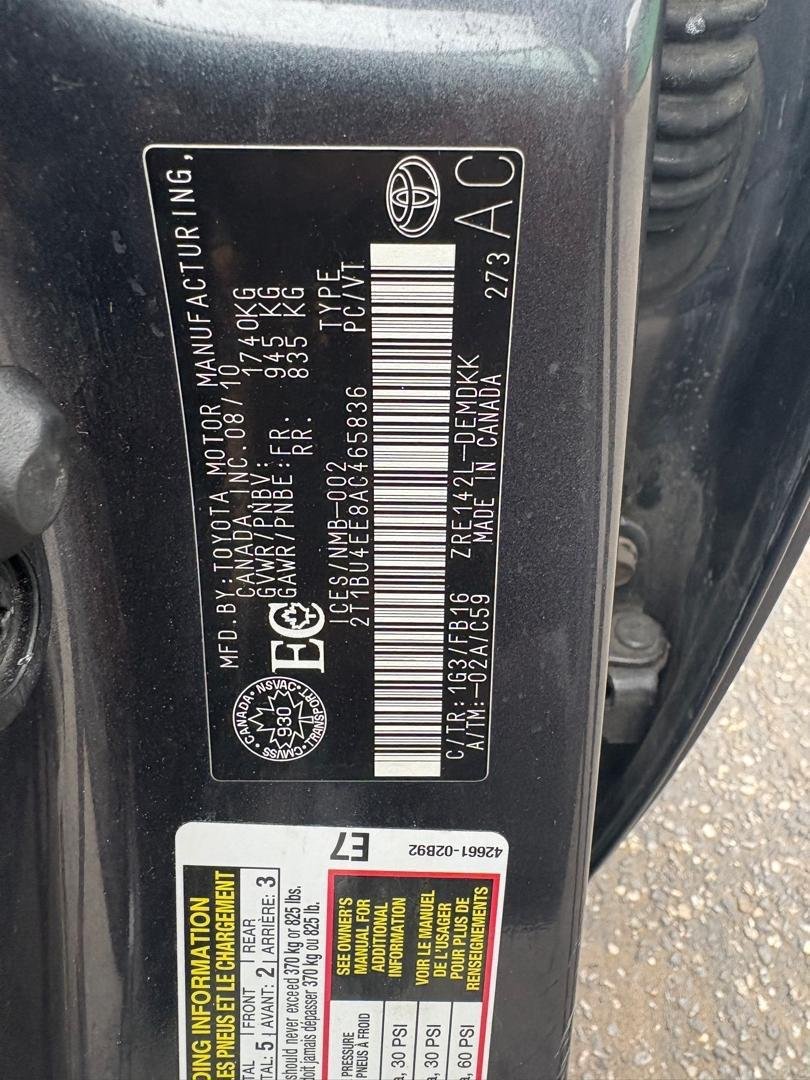 MFD.BY:TOYOTA MOTOR MANUFACTURING,
CANADA,INC.08/10
GVWR/PNBV: 1740KG
GAWR/PNBE:FR. 945 KG
RR. 835 KG
EC
CANADA • NSVAC • TRANSPORT • CMVSS •
930
ICES/NMB-002 TYPE
2T1BU4EE8AC465836 PC/VT
C/TR:1G3/FB16 ZRE142L-DEMDKK
A/TM:-02A/C59 MADE IN CANADA
273 AC
E7
42661-02B92
DING INFORMATION
LES PNEUS ET LE CHARGEMENT
TAL FRONT REAR
TAL: 5 AVANT: 2 ARRIÈRE: 3
should never exceed 370 kg or 825 lbs.
doit jamais dépasser 370 kg ou 825 lb.
PRESSURE
PNEUS À FROID
a, 30 PSI
a, 30 PSI
a, 60 PSI
SEE OWNER'S
MANUAL FOR
ADDITIONAL
INFORMATION
VOIR LE MANUEL
DE L'USAGER
POUR PLUS DE
RENSEIGNEMENTS